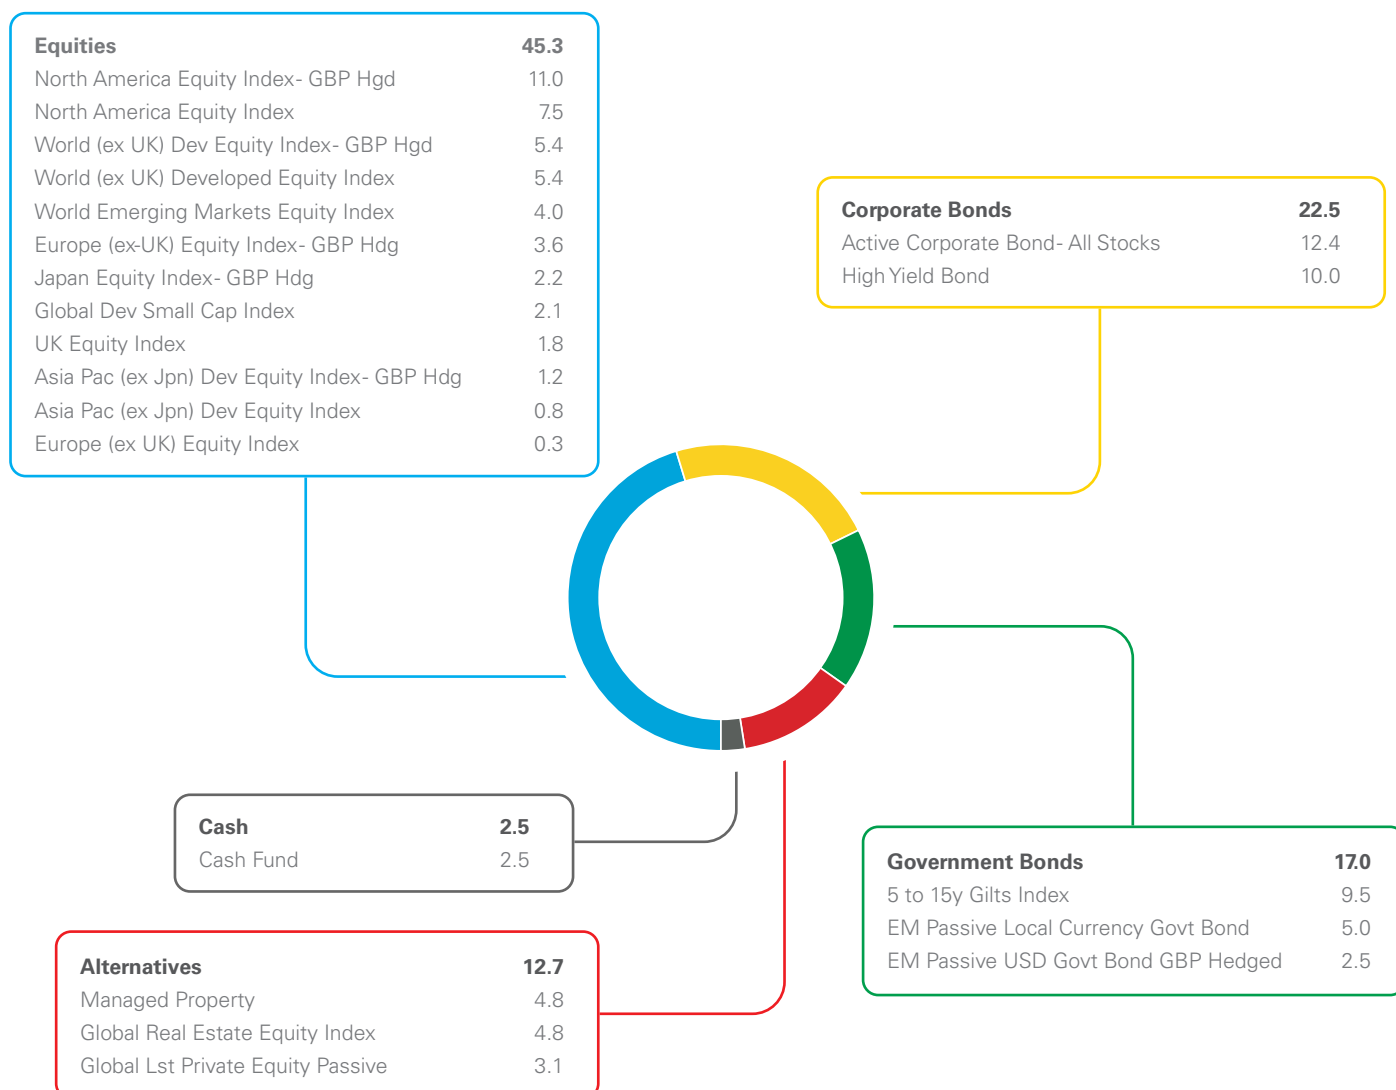 Equities 45.3
North America Equity Index- GBP Hgd 11.0
North America Equity Index 7.5
World (ex UK) Dev Equity Index- GBP Hgd 5.4
World (ex UK) Developed Equity Index 5.4
World Emerging Markets Equity Index 4.0
Europe (ex-UK) Equity Index- GBP Hdg 3.6
Japan Equity Index- GBP Hdg 2.2
Global Dev Small Cap Index 2.1
UK Equity Index 1.8
Asia Pac (ex Jpn) Dev Equity Index- GBP Hdg 1.2
Asia Pac (ex Jpn) Dev Equity Index 0.8
Europe (ex UK) Equity Index 0.3
Corporate Bonds 22.5
Active Corporate Bond- All Stocks 12.4
High Yield Bond 10.0
Cash 2.5
Cash Fund 2.5
Government Bonds 17.0
5 to 15y Gilts Index 9.5
EM Passive Local Currency Govt Bond 5.0
EM Passive USD Govt Bond GBP Hedged 2.5
Alternatives 12.7
Managed Property 4.8
Global Real Estate Equity Index 4.8
Global Lst Private Equity Passive 3.1